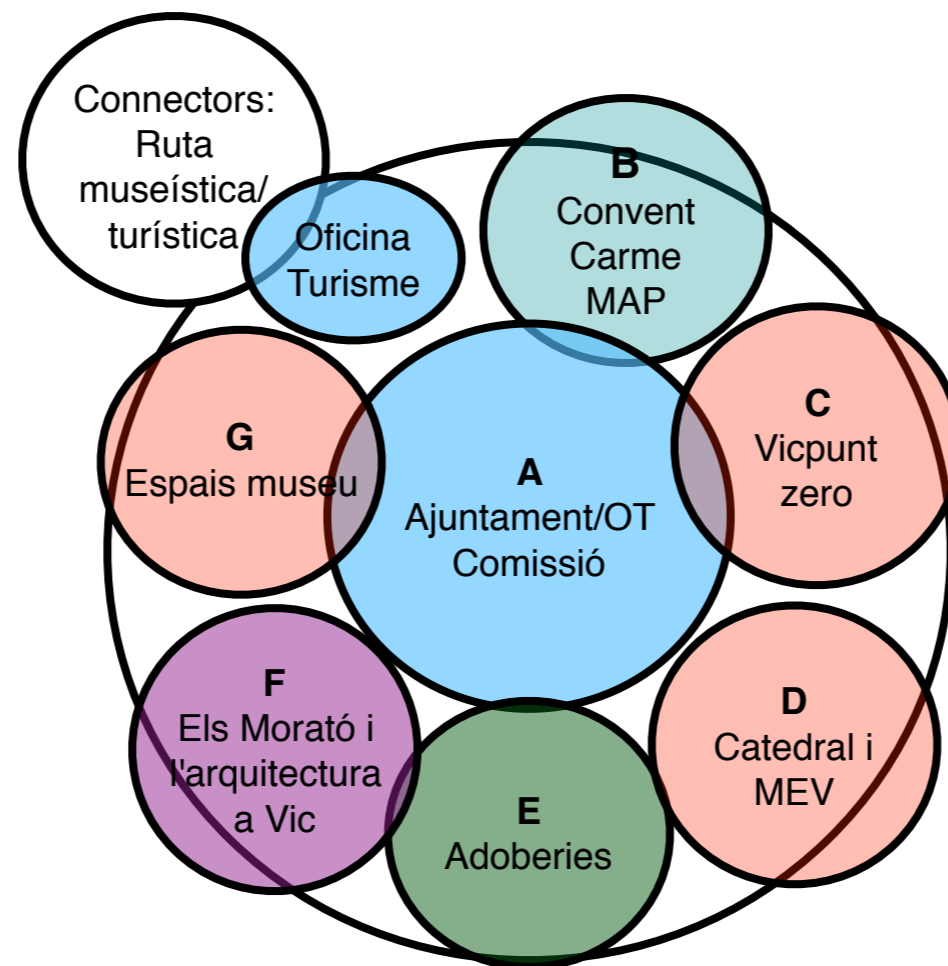 Connectors:
Ruta
museística/
turística
Oficina
Turisme
B
Convent
Carme
MAP
C
Vicpunt
zero
G
Espais museu
A
Ajuntament/OT
Comissió
F
Els Morató i
l'arquitectura
a Vic
D
Catedral i
MEV
E
Adoberies